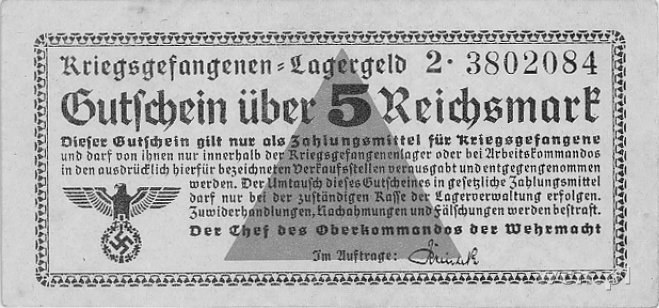 Kriegsgefangenen-Lagergeld 2·3802084
Gutschein über 5 Reichsmark
Dieser Gutschein gilt nur als Zahlungsmittel für Kriegsgefangene
und darf von ihnen nur innerhalb der Kriegsgefangenenlager oder bei Arbeitskommandos
in den ausdrücklich hierfür bezeichneten Verkaufsstellen verausgabt und entgegengenommen
werden. Der Umtausch dieses Gutscheines in gesetzliche Zahlungsmittel
darf nur bei der zuständigen Kasse der Lagerverwaltung erfolgen.
Zuwiderhandlungen, Nachahmungen und Fälschungen werden bestraft.
Der Chef des Oberkommandos der Wehrmacht
Im Auftrage: